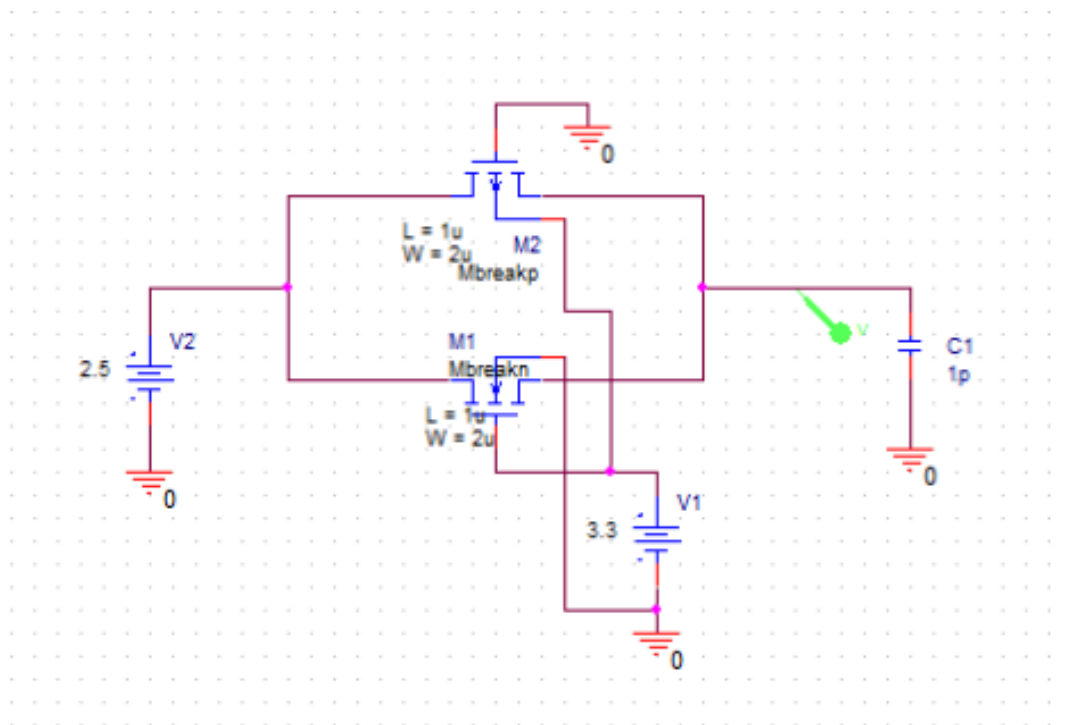 0
L = 1u
W = 2u
M2
Mbreakp
V2
2.5
M1
Mbreakn
V
C1
1p
L = 1u
W = 2u
0
0
V1
3.3
0